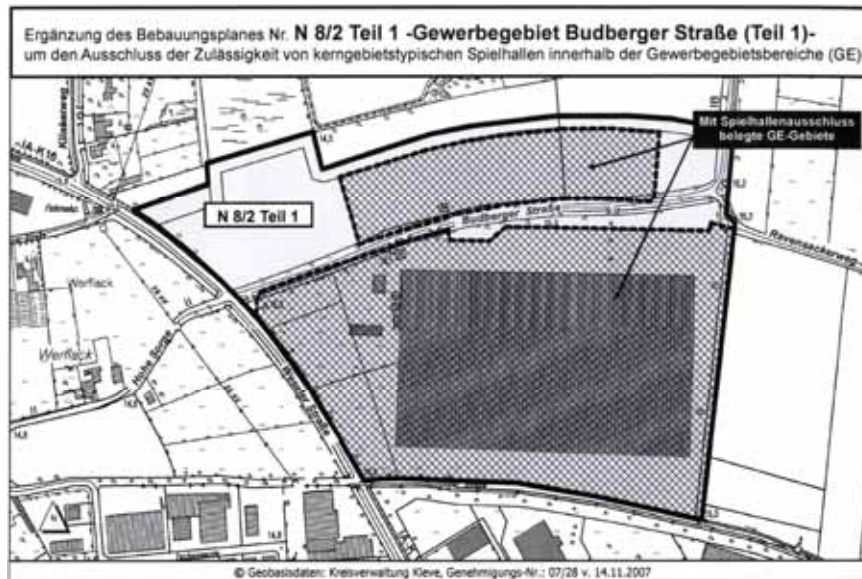 Ergänzung des Bebauungsplanes Nr. N 8/2 Teil 1 -Gewerbegebiet Budberger Straße (Teil 1)-
um den Ausschluss der Zulässigkeit von kerngebietstypischen Spielhallen innerhalb der Gewerbegebietsbereiche (GE)
Mit Spielhallenausschluss
belegte GE-Gebiete
N 8/2 Teil 1
Budberger Straße
Werflack
Werflack
Hohe Sorge
© Geobasisdaten: Kreisverwaltung Kleve, Genehmigungs-Nr.: 07/28 v. 14.11.2007